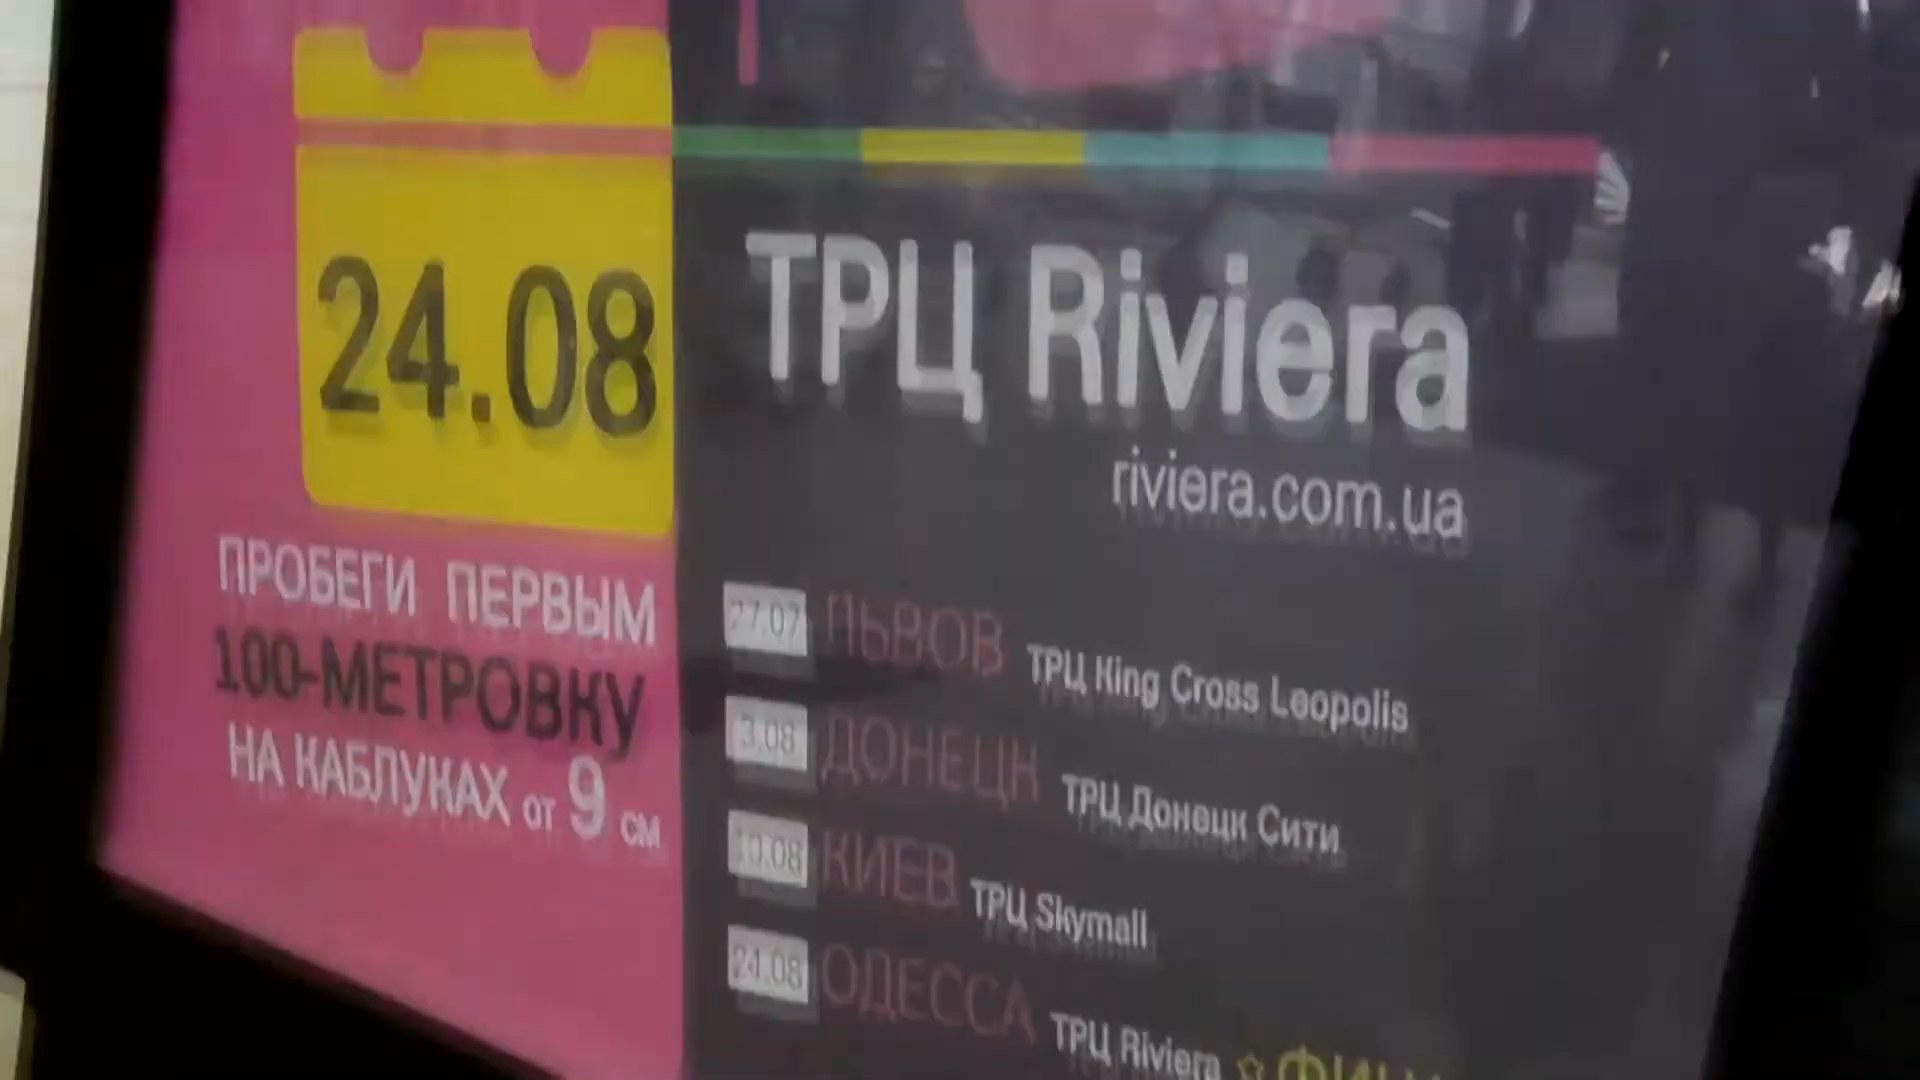 24.08
ПРОБЕГИ ПЕРВЫМ
100-МЕТРОВКУ
НА КАБЛУКАХ от 9 см
ТРЦ Riviera
riviera.com.ua
27.07 ЛЬВОВ ТРЦ King Cross Leopolis
3.08 ДОНЕЦК ТРЦ Донецк Сити
10.08 КИЕВ ТРЦ Skymall
24.08 ОДЕССА ТРЦ Riviera